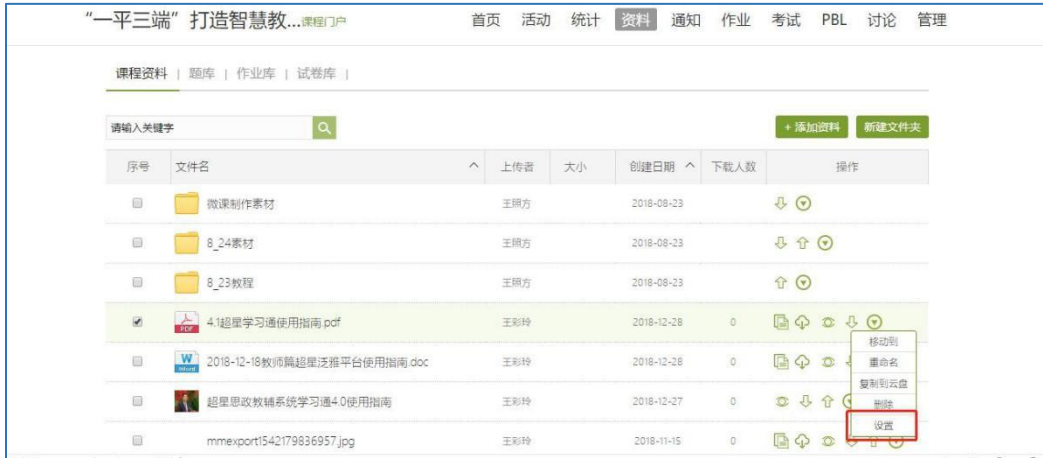 “一平三端”打造智慧教...课程门户 首页 活动 统计 资料 通知 作业 考试 PBL 讨论 管理
课程资料 | 题库 | 作业库 | 试卷库 |
请输入关键字 + 添加资料 新建文件夹
序号 文件名 上传者 大小 创建日期 下载人数 操作
微课制作素材 王照方 2018-08-23
8_24素材 王照方 2018-08-23
8_23教程 王照方 2018-08-23
PDF 4.1超星学习通使用指南.pdf 王彩玲 2018-12-28 0
移动到
W Word 2018-12-18教师篇超星泛雅平台使用指南.doc 王彩玲 2018-12-28 0 重命名
复制到云盘
超星思政教辅系统学习通4.0使用指南 王彩玲 2018-12-27 0 删除
设置
mmexport1542179836957.jpg 王彩玲 2018-11-15 0